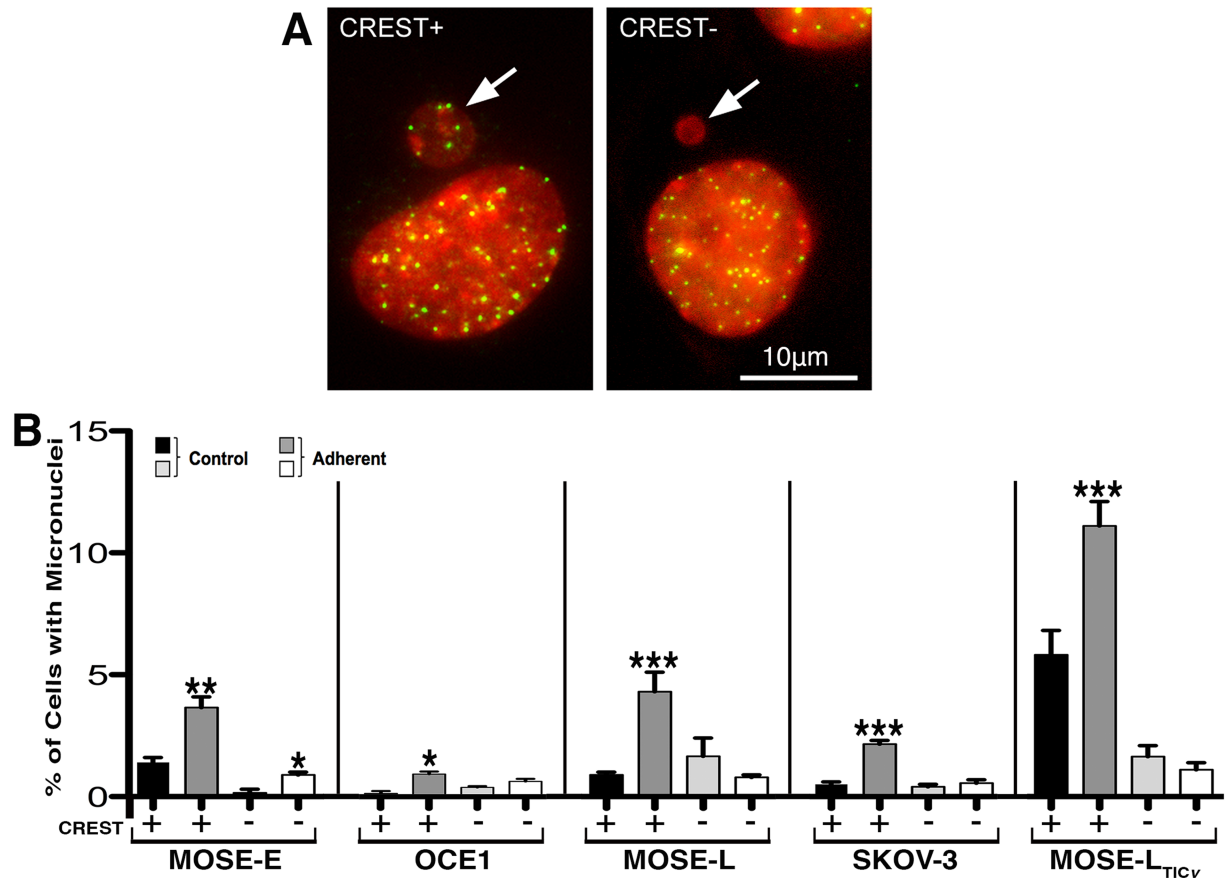 A
CREST+
CREST-
10µm
B
% of Cells with Micronuclei
15
10
5
0
Control
Adherent
**
*
*
***
***
***
CREST
+ + - -
+ + - -
+ + - -
+ + - -
+ + - -
MOSE-E
OCE1
MOSE-L
SKOV-3
MOSE-LTICv